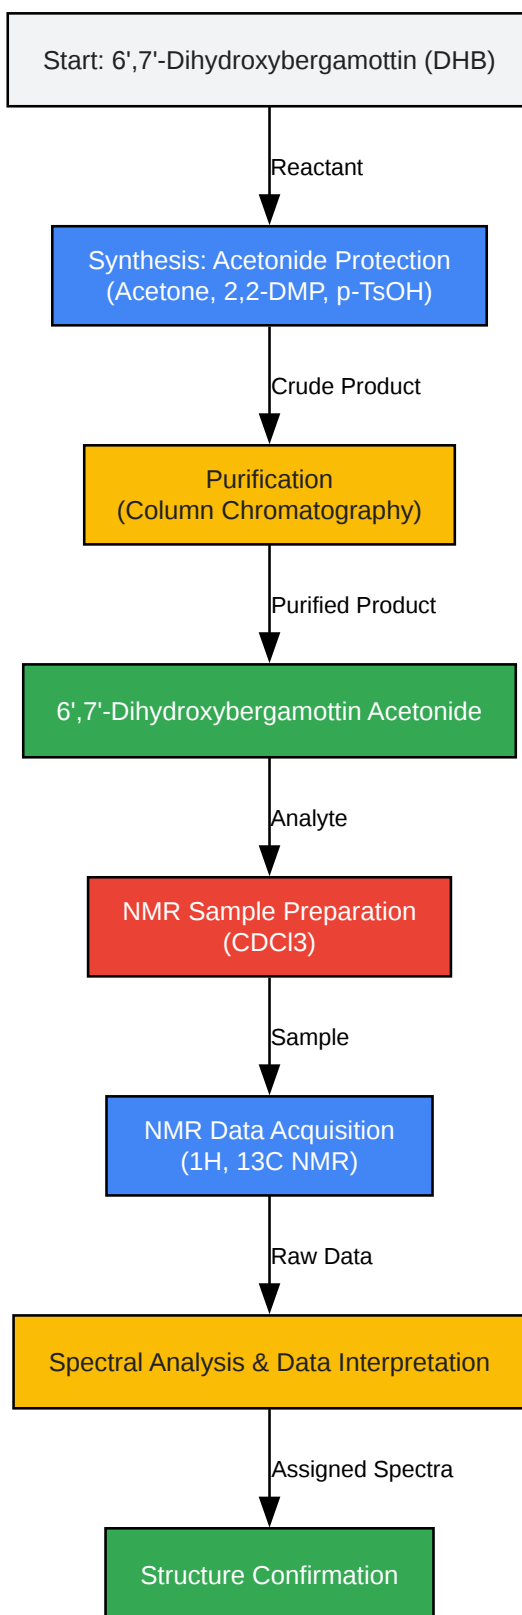 Start: 6',7'-Dihydroxybergamottin (DHB)
Reactant
Synthesis: Acetonide Protection
(Acetone, 2,2-DMP, p-TsOH)
Crude Product
Purification
(Column Chromatography)
Purified Product
6',7'-Dihydroxybergamottin Acetonide
Analyte
NMR Sample Preparation
(CDCl3)
Sample
NMR Data Acquisition
(1H, 13C NMR)
Raw Data
Spectral Analysis & Data Interpretation
Assigned Spectra
Structure Confirmation